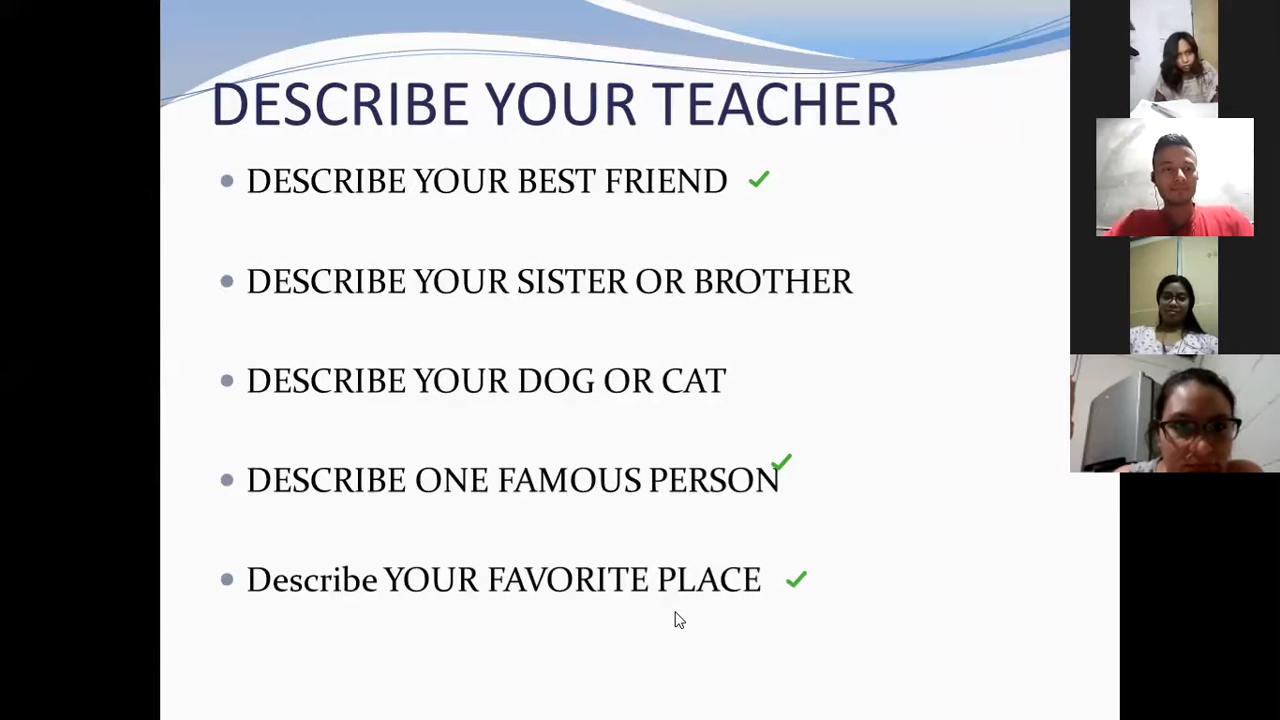 DESCRIBE YOUR TEACHER
DESCRIBE YOUR BEST FRIEND
DESCRIBE YOUR SISTER OR BROTHER
DESCRIBE YOUR DOG OR CAT
DESCRIBE ONE FAMOUS PERSON
Describe YOUR FAVORITE PLACE